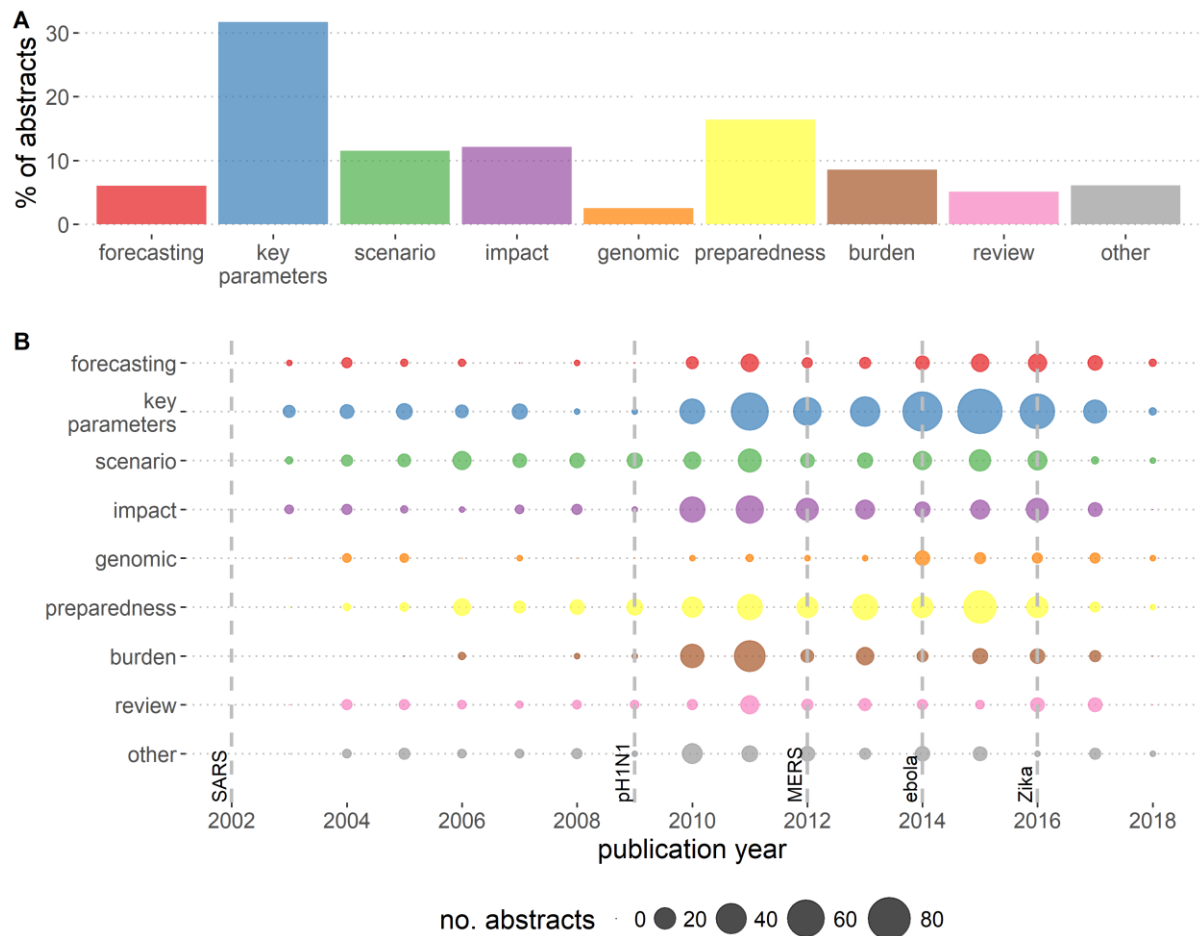 A
% of abstracts
30
20
10
0
forecasting
key
parameters
scenario
impact
genomic
preparedness
burden
review
other
B
forecasting
key
parameters
scenario
impact
genomic
preparedness
burden
review
other
SARS
pH1N1
MERS
ebola
Zika
2002 2004 2006 2008 2010 2012 2014 2016 2018
publication year
no. abstracts 0 20 40 60 80